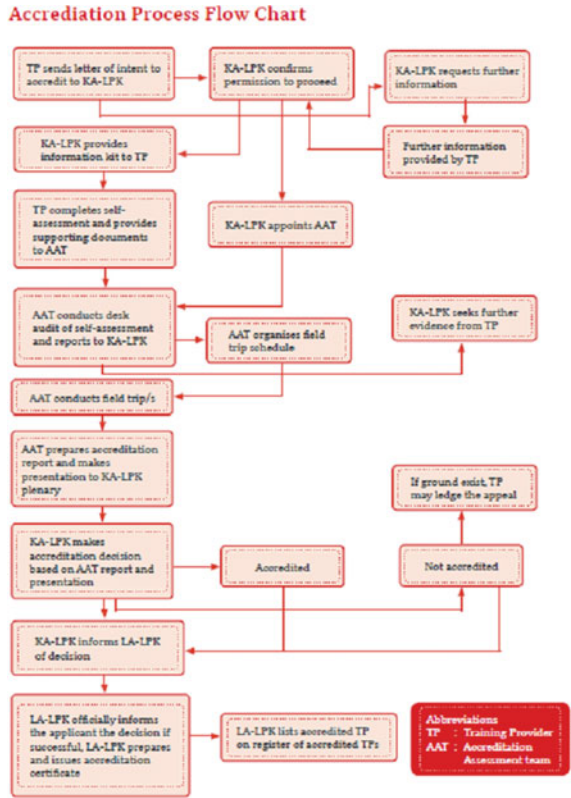 Accrediation Process Flow Chart
TP sends letter of intent to
accredit to KA-LPK
KA-LPK confirms
permission to proceed
KA-LPK requests further
information
KA-LPK provides
information kit to TP
Further information
provided by TP
TP completes self-
assessment and provides
supporting documents
to AAT
KA-LPK appoints AAT
AAT conducts desk
audit of self-assessment
and reports to KA-LPK
AAT organises field
trip schedule
KA-LPK seeks further
evidence from TP
AAT conducts field trip/s
AAT prepares accreditation
report and makes
presentation to KA-LPK
plenary
If ground exist, TP
may ledge the appeal
KA-LPK makes
accreditation decision
based on AAT report and
presentation
Accredited
Not accredited
KA-LPK informs LA-LPK
of decision
LA-LPK officially informs
the applicant the decision if
successful, LA-LPK prepares
and issues accreditation
certificate
LA-LPK lists accredited TP
on register of accredited TPs
Abbreviations
TP : Training Provider
AAT : Accreditation
Assessment team